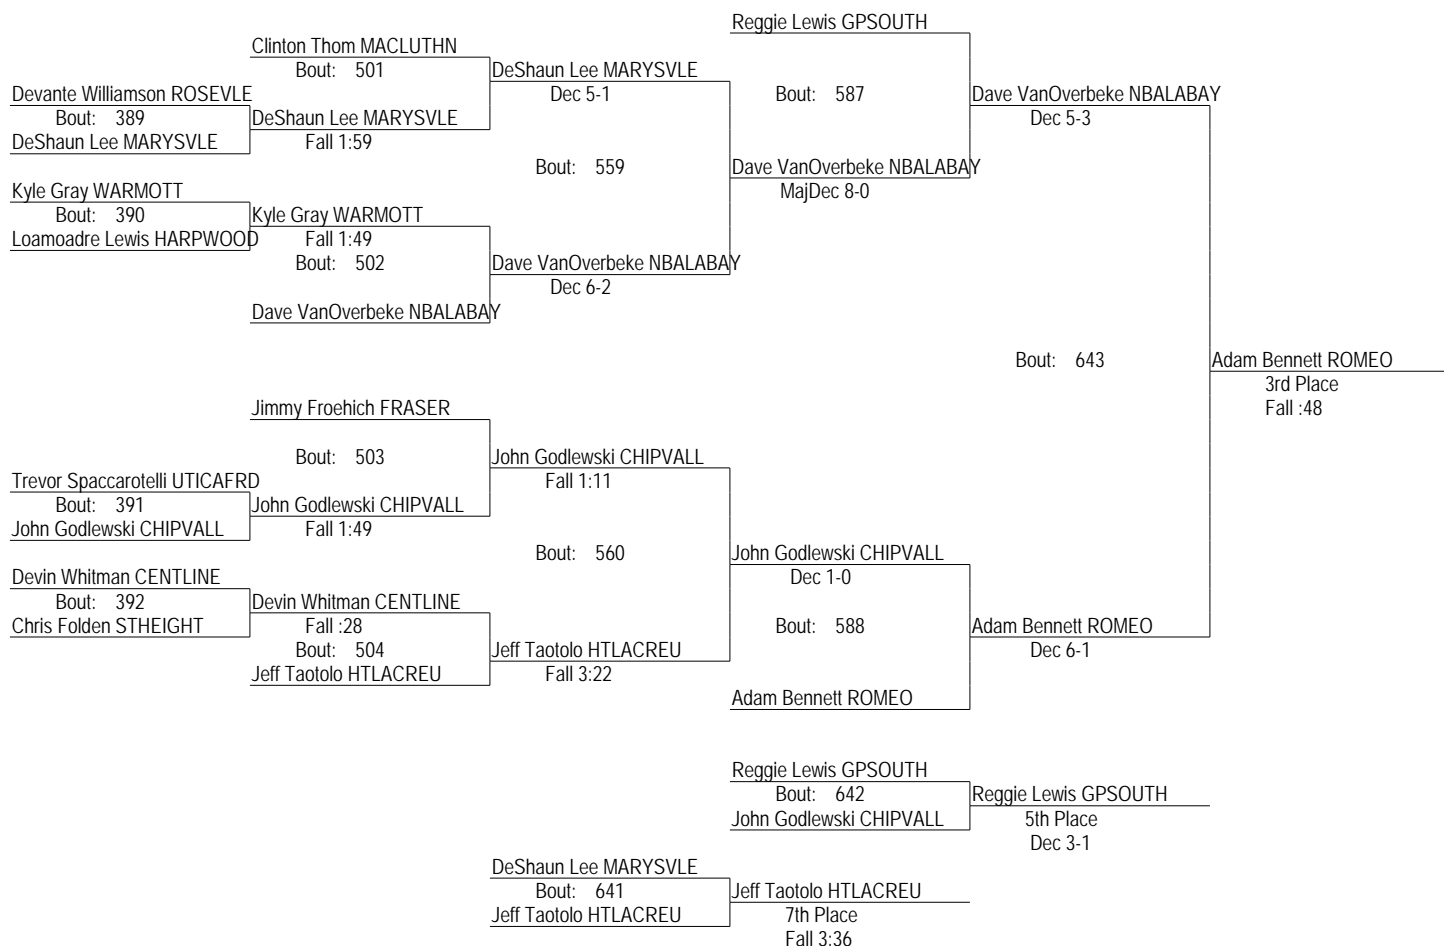 Reggie Lewis GPSOUTH
Clinton Thom MACLUTHN
Bout: 501
DeShaun Lee MARYSVLE
Dec 5-1
Bout: 587
Devante Williamson ROSEVLE
Dave VanOverbeke NBALABAY
Bout: 389
DeShaun Lee MARYSVLE
Dec 5-3
DeShaun Lee MARYSVLE
Fall 1:59
Bout: 559
Dave VanOverbeke NBALABAY
MajDec 8-0
Kyle Gray WARMOTT
Bout: 390
Kyle Gray WARMOTT
Loamoadre Lewis HARPWOOD
Fall 1:49
Bout: 502
Dave VanOverbeke NBALABAY
Dec 6-2
Dave VanOverbeke NBALABAY
Bout: 643
Adam Bennett ROMEO
3rd Place
Fall :48
Jimmy Froehich FRASER
Bout: 503
John Godlewski CHIPVALL
Fall 1:11
Trevor Spaccarotelli UTICAFRD
Bout: 391
John Godlewski CHIPVALL
John Godlewski CHIPVALL
Fall 1:49
Bout: 560
John Godlewski CHIPVALL
Dec 1-0
Devin Whitman CENTLINE
Bout: 392
Devin Whitman CENTLINE
Chris Folden STHEIGHT
Fall :28
Bout: 588
Adam Bennett ROMEO
Bout: 504
Jeff Taotolo HTLACREU
Dec 6-1
Jeff Taotolo HTLACREU
Fall 3:22
Adam Bennett ROMEO
Reggie Lewis GPSOUTH
Bout: 642
Reggie Lewis GPSOUTH
John Godlewski CHIPVALL
5th Place
Dec 3-1
DeShaun Lee MARYSVLE
Bout: 641
Jeff Taotolo HTLACREU
Jeff Taotolo HTLACREU
7th Place
Fall 3:36